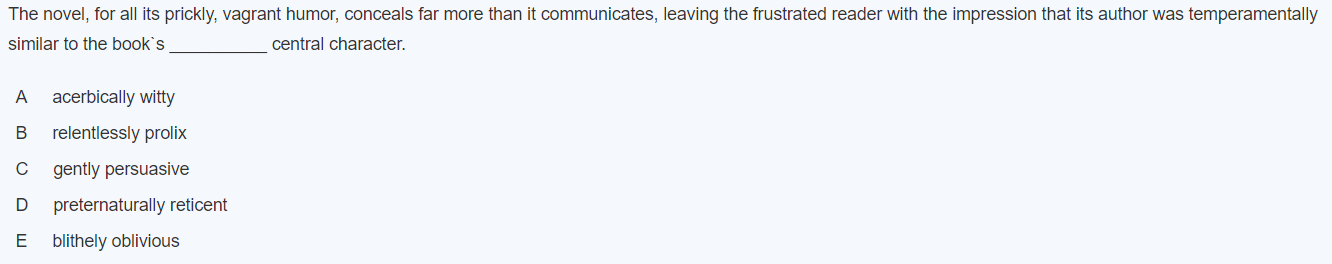 The novel, for all its prickly, vagrant humor, conceals far more than it communicates, leaving the frustrated reader with the impression that its author was temperamentally
similar to the book`s __________ central character.
A acerbically witty
B relentlessly prolix
C gently persuasive
D preternaturally reticent
E blithely oblivious